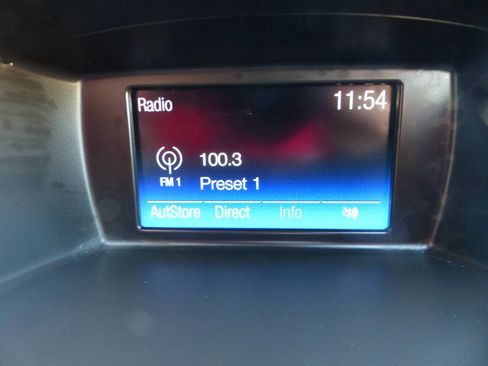 Radio 11:54
100.3
FM 1 Preset 1
AutStore Direct Info